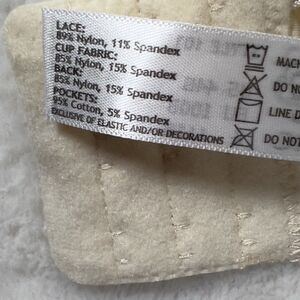 LACE:
89% Nylon, 11% Spandex
CUP FABRIC:
85% Nylon, 15% Spandex
BACK:
85% Nylon, 15% Spandex
POCKETS:
95% Cotton, 5% Spandex
EXCLUSIVE OF ELASTIC AND/OR DECORATIONS
MACH
DO NO
LINE D
DO NOT